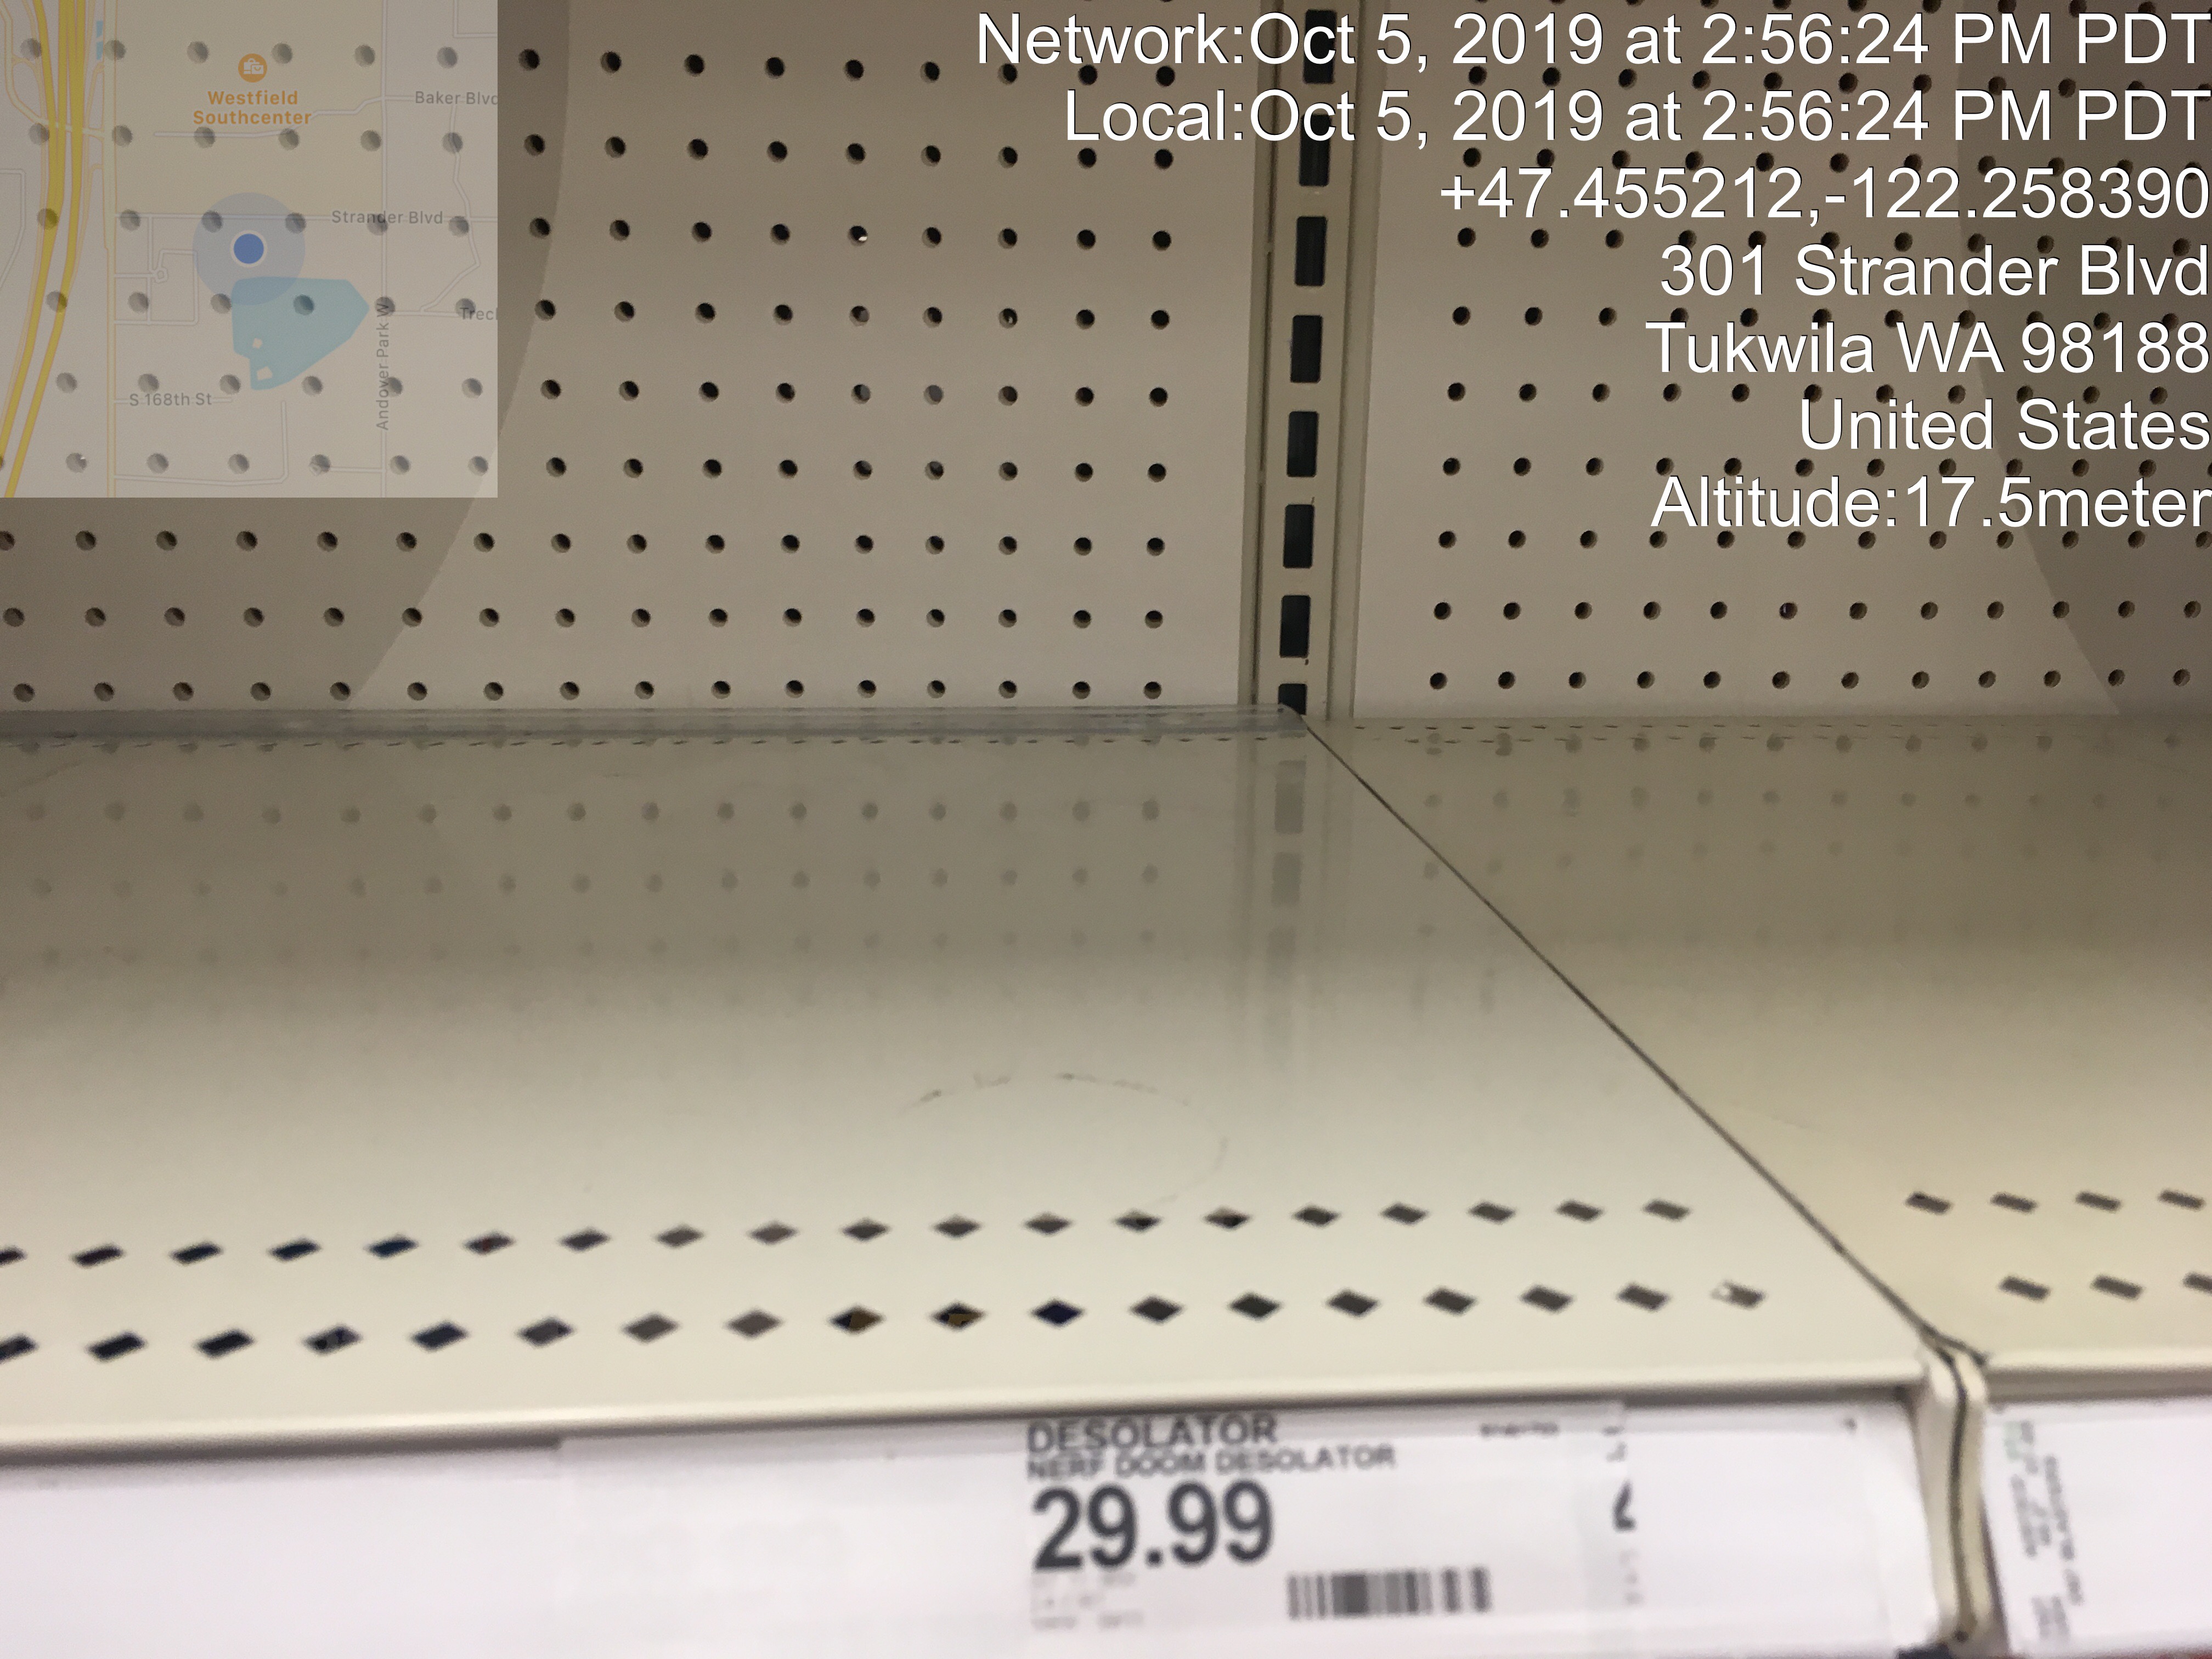 Network:Oct 5, 2019 at 2:56:24 PM PDT
Local:Oct 5, 2019 at 2:56:24 PM PDT
+47.455212,-122.258390
301 Strander Blvd
Tukwila WA 98188
United States
Altitude:17.5meter
Westfield
Southcenter
Baker Blvd
Strander Blvd
Andover Park W
S 168th St
DESOLATOR
NERF DOOM DESOLATOR
29.99